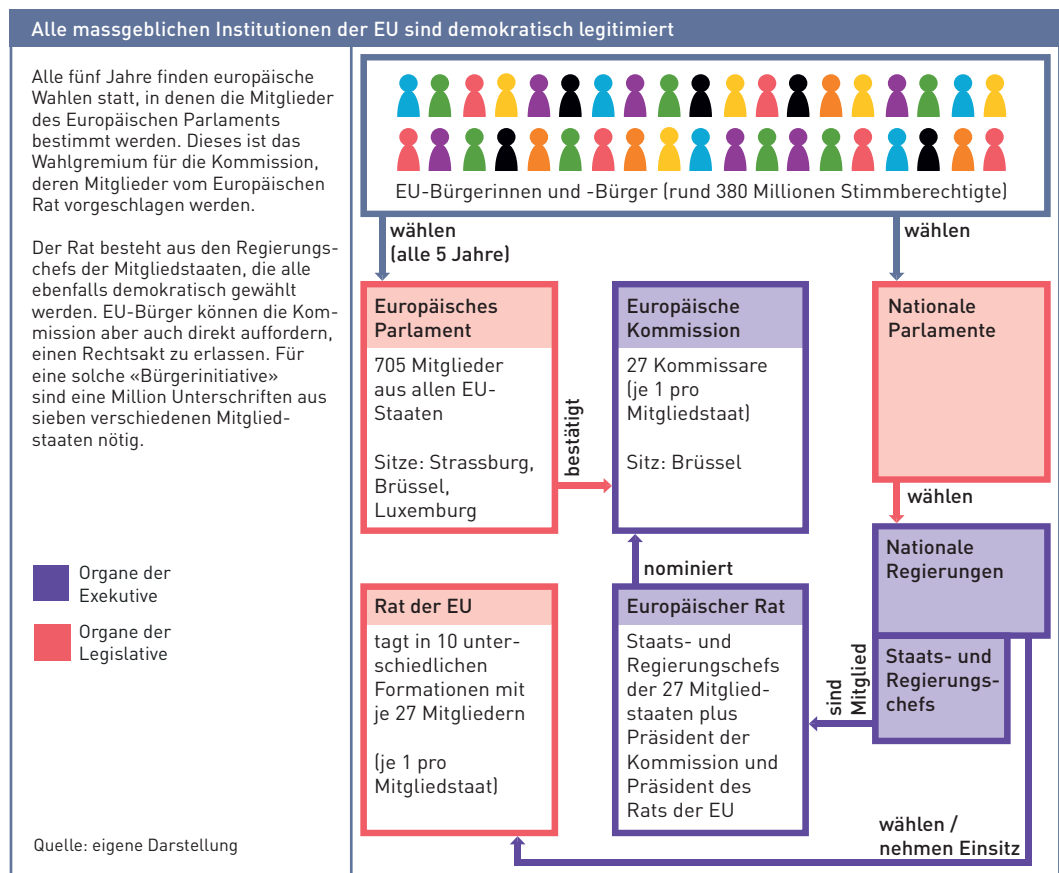 Alle massgeblichen Institutionen der EU sind demokratisch legitimiert
Alle fünf Jahre finden europäische
Wahlen statt, in denen die Mitglieder
des Europäischen Parlaments
bestimmt werden. Dieses ist das
Wahlgremium für die Kommission,
deren Mitglieder vom Europäischen
Rat vorgeschlagen werden.
Der Rat besteht aus den Regierungs-
chefs der Mitgliedstaaten, die alle
ebenfalls demokratisch gewählt
werden. EU-Bürger können die Kom-
mission aber auch direkt auffordern,
einen Rechtsakt zu erlassen. Für
eine solche «Bürgerinitiative»
sind eine Million Unterschriften aus
sieben verschiedenen Mitglied-
staaten nötig.
Organe der
Exekutive
Organe der
Legislative
Quelle: eigene Darstellung
EU-Bürgerinnen und -Bürger (rund 380 Millionen Stimmberechtigte)
wählen
(alle 5 Jahre)
wählen
Europäisches
Parlament
705 Mitglieder
aus allen EU-
Staaten
Sitze: Strassburg,
Brüssel,
Luxemburg
bestätigt
Europäische
Kommission
27 Kommissare
(je 1 pro
Mitgliedstaat)
Sitz: Brüssel
Nationale
Parlamente
wählen
nominiert
Nationale
Regierungen
Rat der EU
tagt in 10 unter-
schiedlichen
Formationen mit
je 27 Mitgliedern
(je 1 pro
Mitgliedstaat)
Europäischer Rat
Staats- und
Regierungschefs
der 27 Mitglied-
staaten plus
Präsident der
Kommission und
Präsident des
Rats der EU
sind
Mitglied
Staats- und
Regierungs-
chefs
wählen /
nehmen Einsitz